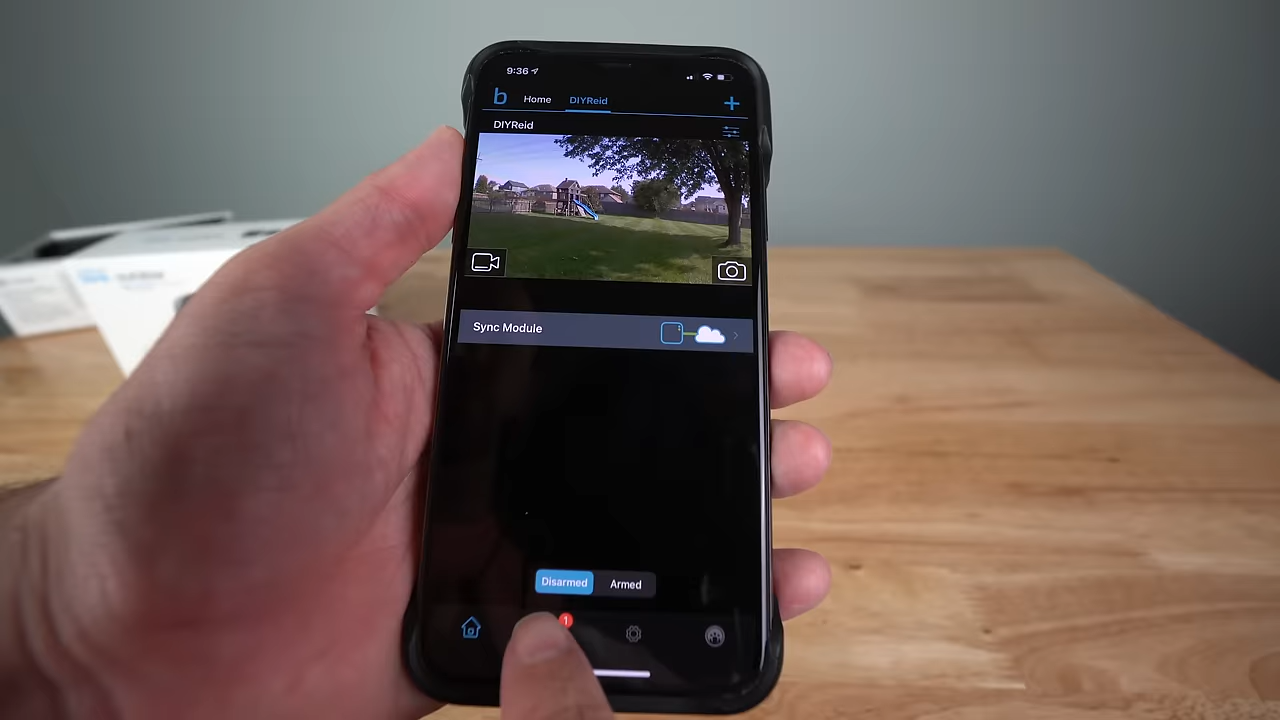 9:36
b Home DIYReid +
DIYReid
Sync Module
Disarmed Armed
1